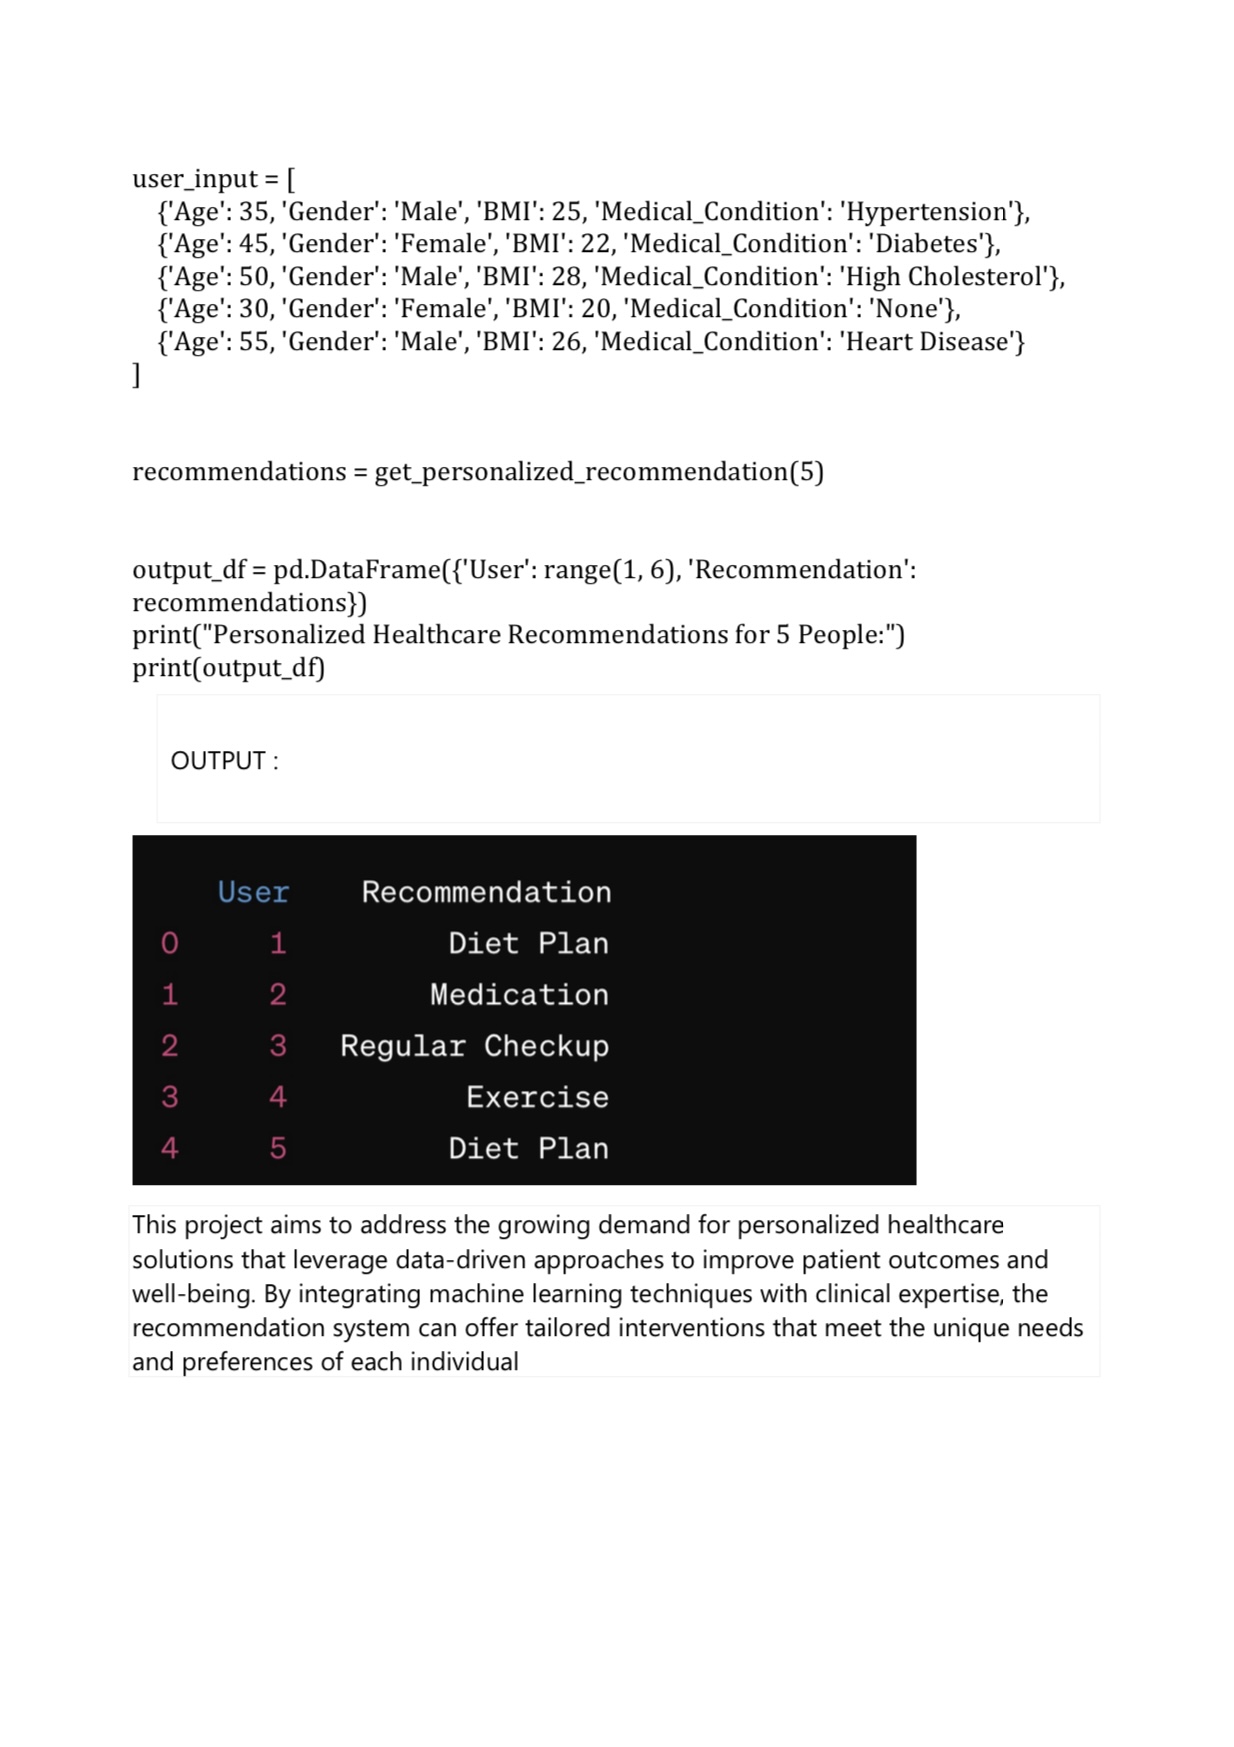 user_input = [
{'Age': 35, 'Gender': 'Male', 'BMI': 25, 'Medical_Condition': 'Hypertension'},
{'Age': 45, 'Gender': 'Female', 'BMI': 22, 'Medical_Condition': 'Diabetes'},
{'Age': 50, 'Gender': 'Male', 'BMI': 28, 'Medical_Condition': 'High Cholesterol'},
{'Age': 30, 'Gender': 'Female', 'BMI': 20, 'Medical_Condition': 'None'},
{'Age': 55, 'Gender': 'Male', 'BMI': 26, 'Medical_Condition': 'Heart Disease'}
]
recommendations = get_personalized_recommendation(5)
output_df = pd.DataFrame({'User': range(1, 6), 'Recommendation':
recommendations})
print("Personalized Healthcare Recommendations for 5 People:")
print(output_df)
OUTPUT :
User Recommendation
0 1 Diet Plan
1 2 Medication
2 3 Regular Checkup
3 4 Exercise
4 5 Diet Plan
This project aims to address the growing demand for personalized healthcare
solutions that leverage data-driven approaches to improve patient outcomes and
well-being. By integrating machine learning techniques with clinical expertise, the
recommendation system can offer tailored interventions that meet the unique needs
and preferences of each individual